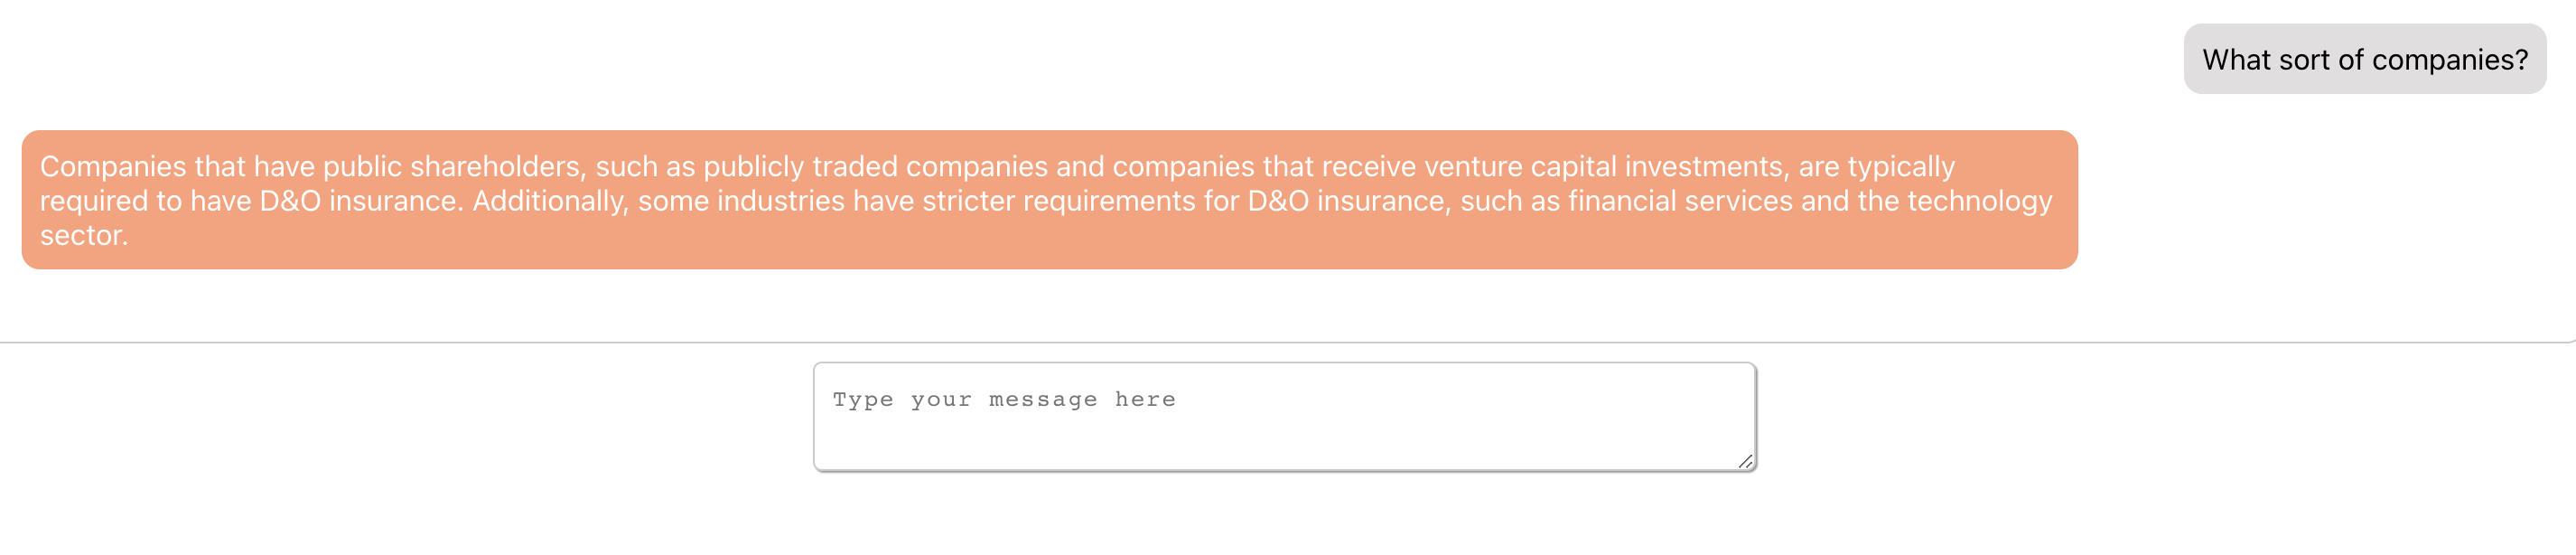 What sort of companies?
Companies that have public shareholders, such as publicly traded companies and companies that receive venture capital investments, are typically
required to have D&O insurance. Additionally, some industries have stricter requirements for D&O insurance, such as financial services and the technology
sector.
Type your message here